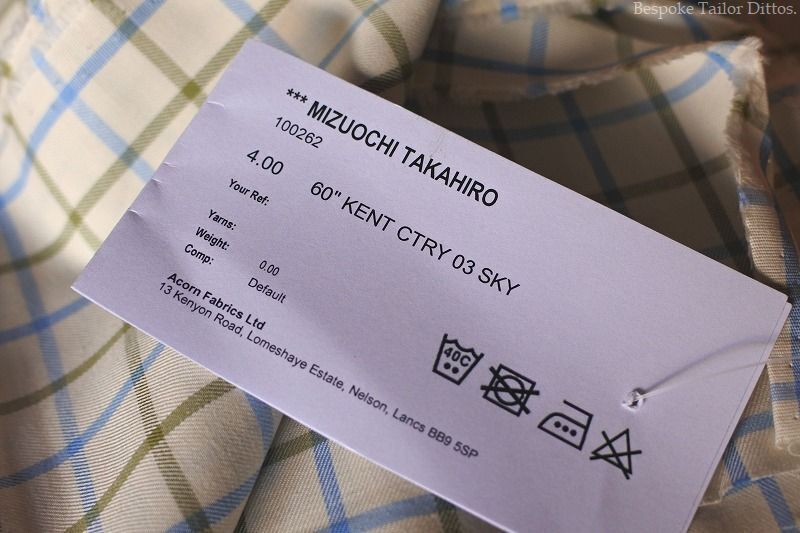 Bespoke Tailor Dittos.
*** MIZUOCHI TAKAHIRO
100262
4.00 60" KENT CTRY 03 SKY
Your Ref:
Yarns:
Weight: 0.00
Comp: Default
Acorn Fabrics Ltd
13 Kenyon Road, Lomeshaye Estate, Nelson, Lancs BB9 5SP
40C